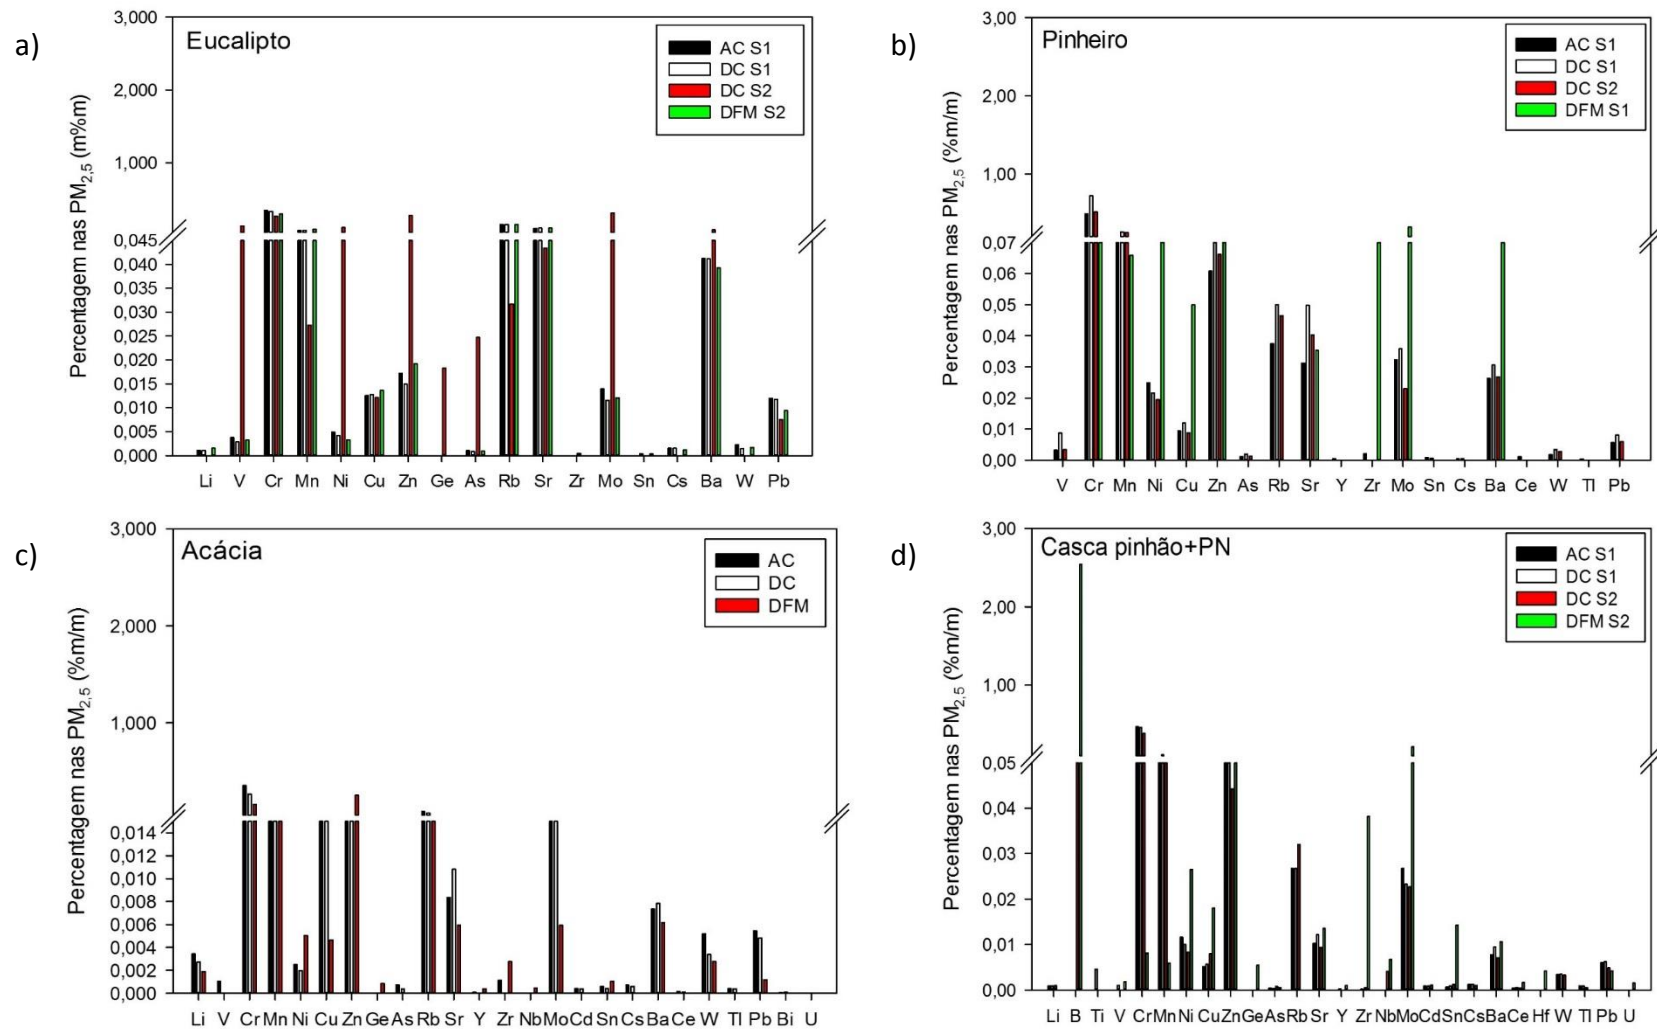 a)
Eucalipto
AC S1
DC S1
DC S2
DFM S2
Percentagem nas PM2,5 (m%m)
3,000
2,000
1,000
0,045
0,040
0,035
0,030
0,025
0,020
0,015
0,010
0,005
0,000
Li V Cr Mn Ni Cu Zn Ge As Rb Sr Zr Mo Sn Cs Ba W Pb
b)
Pinheiro
AC S1
DC S1
DC S2
DFM S1
Percentagem nas PM2,5 (%m/m)
3,00
2,00
1,00
0,07
0,06
0,05
0,04
0,03
0,02
0,01
0,00
V Cr Mn Ni Cu Zn As Rb Sr Y Zr Mo Sn Cs Ba Ce W Tl Pb
c)
Acácia
AC
DC
DFM
Percentagem nas PM2,5 (%m/m)
3,000
2,000
1,000
0,014
0,012
0,010
0,008
0,006
0,004
0,002
0,000
Li V Cr Mn Ni Cu Zn Ge As Rb Sr Y Zr Nb Mo Cd Sn Cs Ba Ce W Tl Pb Bi U
d)
Casca pinhão+PN
AC S1
DC S1
DC S2
DFM S2
Percentagem nas PM2,5 (%m/m)
3,00
2,00
1,00
0,05
0,04
0,03
0,02
0,01
0,00
Li B Ti V Cr Mn Ni Cu Zn Ge As Rb Sr Y Zr Nb Mo Cd Sn Cs Ba Ce Hf W Tl Pb U